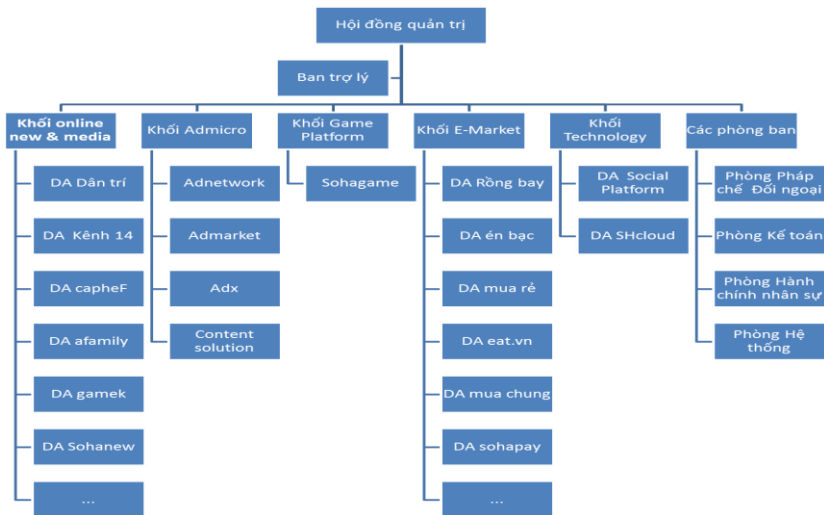 Hội đồng quản trị
Ban trợ lý
Khối online
new & media
Khối Admicro
Khối Game
Platform
Khối E-Market
Khối
Technology
Các phòng ban
DA Dân trí
DA Kênh 14
DA capheF
DA afamily
DA gamek
DA Sohanew
...
Adnetwork
Admarket
Adx
Content
solution
Sohagame
DA Rồng bay
DA én bạc
DA mua rẻ
DA eat.vn
DA mua chung
DA sohapay
...
DA Social
Platform
DA SHcloud
Phòng Pháp
chế Đối ngoại
Phòng Kế toán
Phòng Hành
chính nhân sự
Phòng Hệ
thống